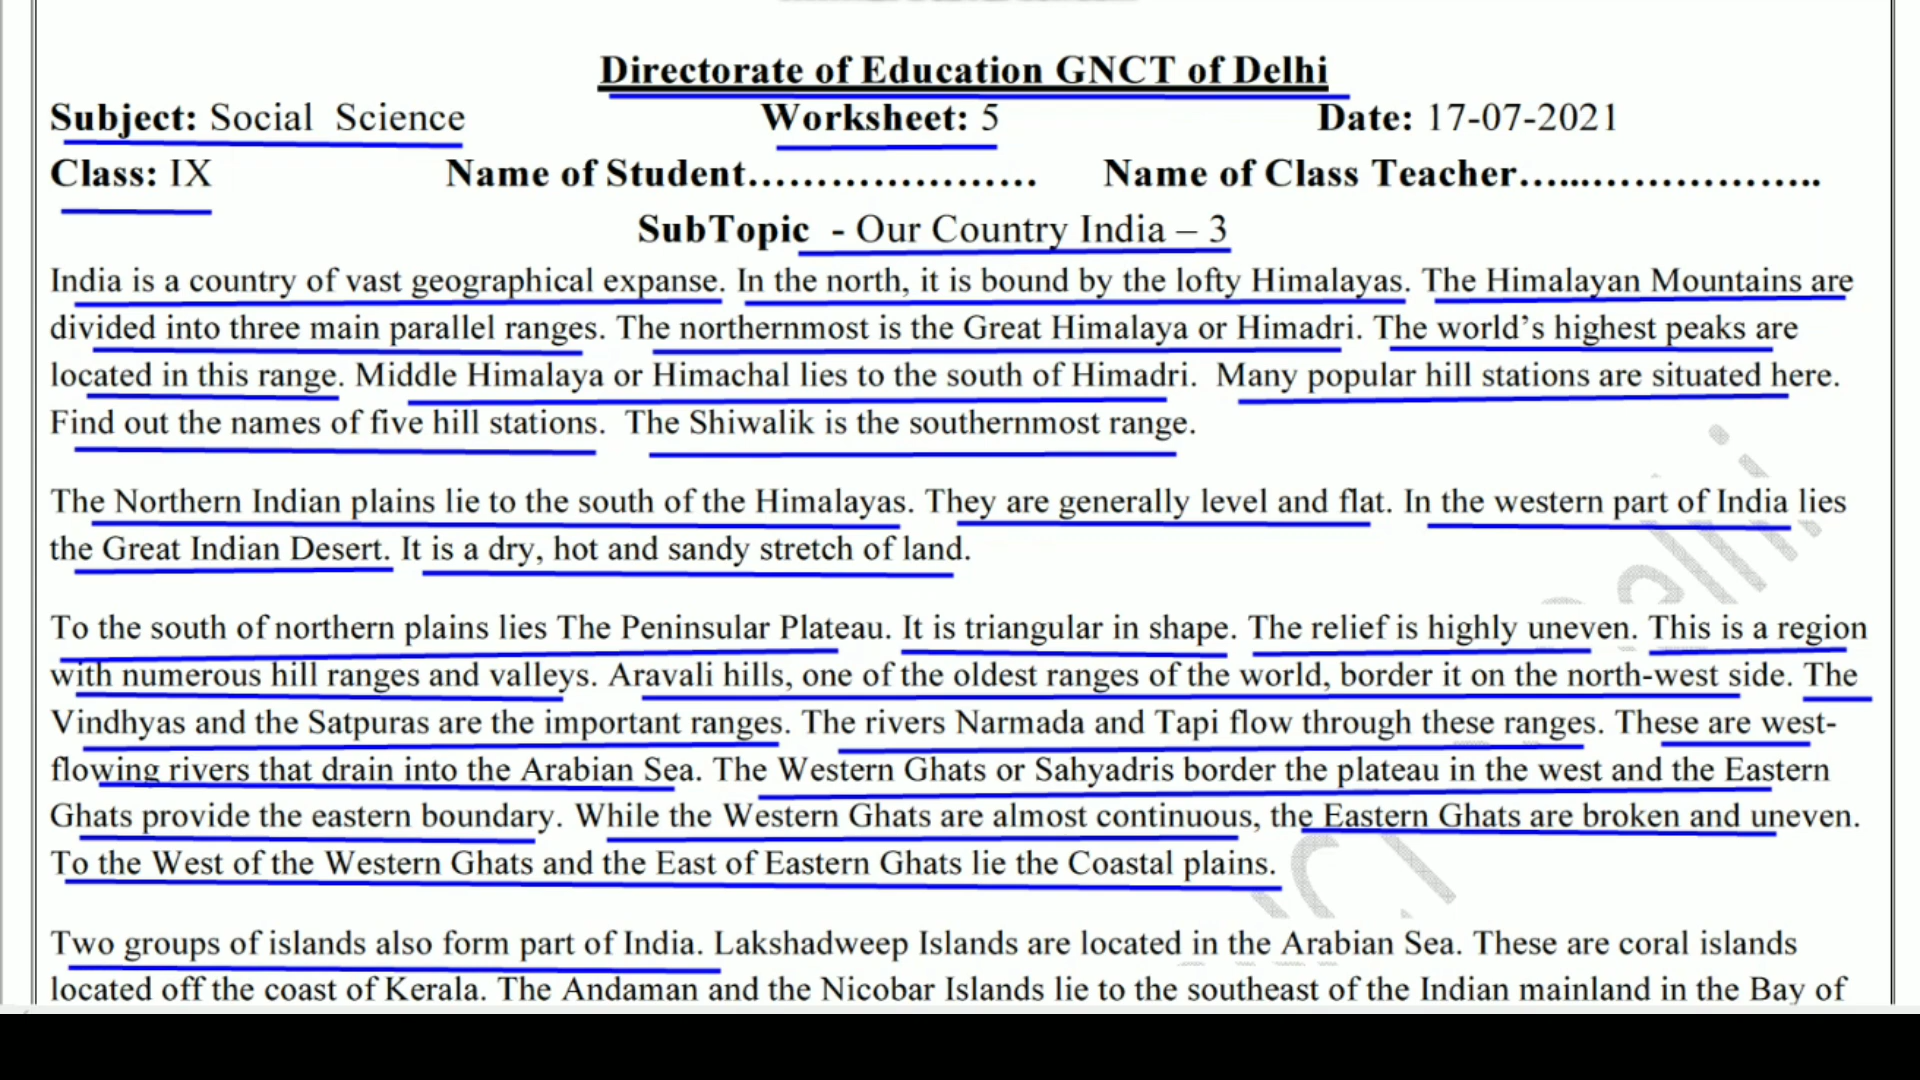 Directorate of Education GNCT of Delhi
Subject: Social Science Worksheet: 5 Date: 17-07-2021
Class: IX Name of Student………………… Name of Class Teacher…...……………..
SubTopic - Our Country India – 3
India is a country of vast geographical expanse. In the north, it is bound by the lofty Himalayas. The Himalayan Mountains are
divided into three main parallel ranges. The northernmost is the Great Himalaya or Himadri. The world’s highest peaks are
located in this range. Middle Himalaya or Himachal lies to the south of Himadri. Many popular hill stations are situated here.
Find out the names of five hill stations. The Shiwalik is the southernmost range.
The Northern Indian plains lie to the south of the Himalayas. They are generally level and flat. In the western part of India lies
the Great Indian Desert. It is a dry, hot and sandy stretch of land.
To the south of northern plains lies The Peninsular Plateau. It is triangular in shape. The relief is highly uneven. This is a region
with numerous hill ranges and valleys. Aravali hills, one of the oldest ranges of the world, border it on the north-west side. The
Vindhyas and the Satpuras are the important ranges. The rivers Narmada and Tapi flow through these ranges. These are west-
flowing rivers that drain into the Arabian Sea. The Western Ghats or Sahyadris border the plateau in the west and the Eastern
Ghats provide the eastern boundary. While the Western Ghats are almost continuous, the Eastern Ghats are broken and uneven.
To the West of the Western Ghats and the East of Eastern Ghats lie the Coastal plains.
Two groups of islands also form part of India. Lakshadweep Islands are located in the Arabian Sea. These are coral islands
located off the coast of Kerala. The Andaman and the Nicobar Islands lie to the southeast of the Indian mainland in the Bay of